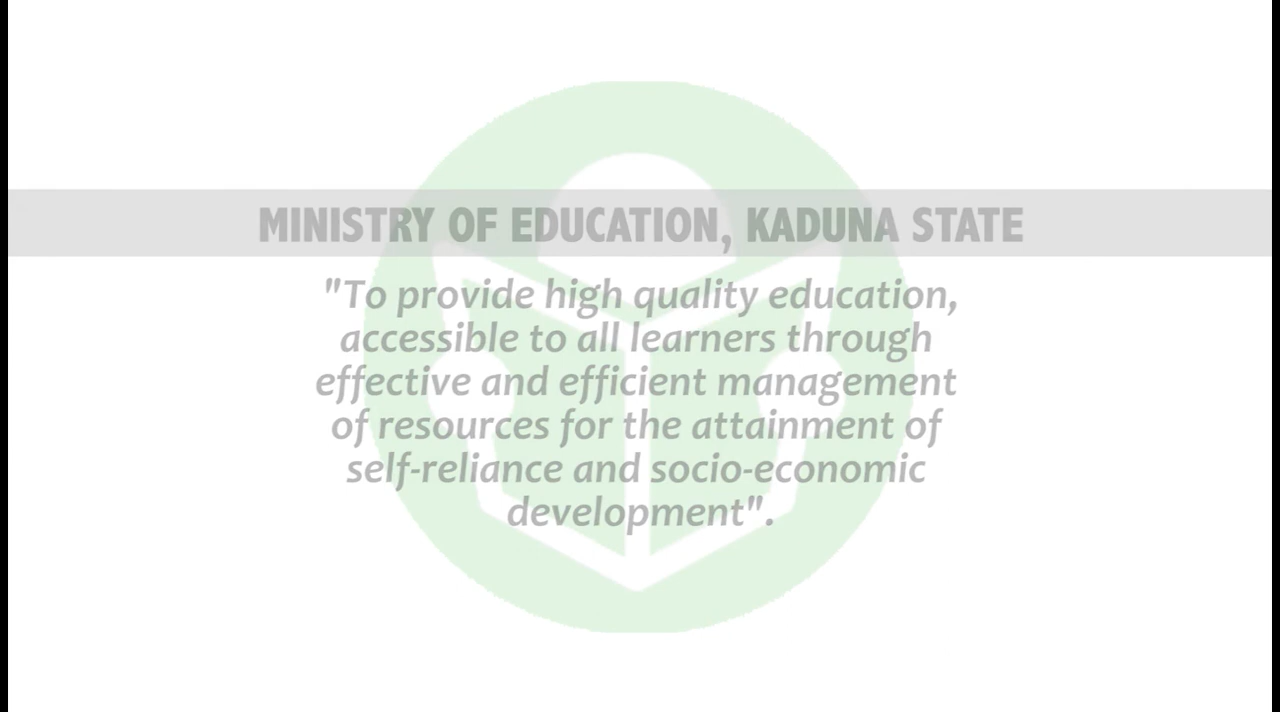 MINISTRY OF EDUCATION, KADUNA STATE
"To provide high quality education,
accessible to all learners through
effective and efficient management
of resources for the attainment of
self-reliance and socio-economic
development".